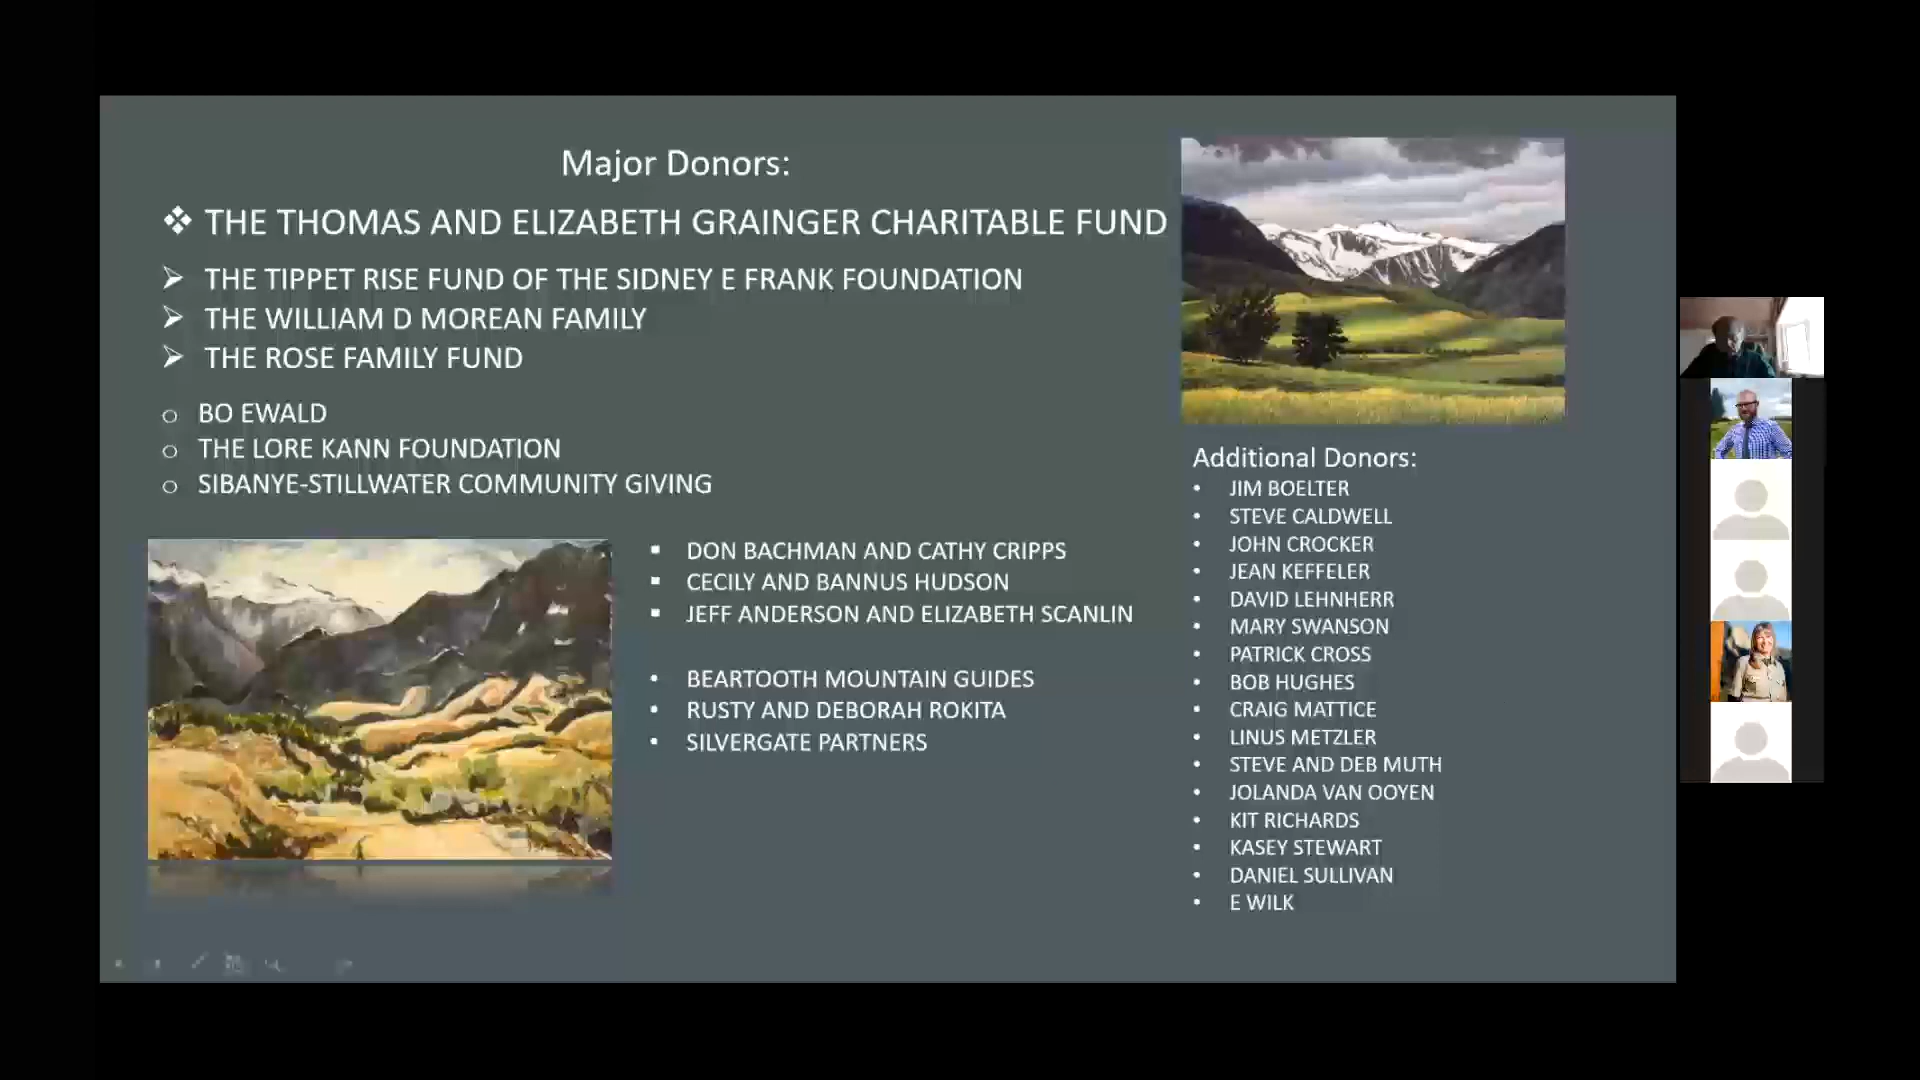 Major Donors:
THE THOMAS AND ELIZABETH GRAINGER CHARITABLE FUND
THE TIPPET RISE FUND OF THE SIDNEY E FRANK FOUNDATION
THE WILLIAM D MOREAN FAMILY
THE ROSE FAMILY FUND
BO EWALD
THE LORE KANN FOUNDATION
SIBANYE-STILLWATER COMMUNITY GIVING
DON BACHMAN AND CATHY CRIPPS
CECILY AND BANNUS HUDSON
JEFF ANDERSON AND ELIZABETH SCANLIN
BEARTOOTH MOUNTAIN GUIDES
RUSTY AND DEBORAH ROKITA
SILVERGATE PARTNERS
Additional Donors:
JIM BOELTER
STEVE CALDWELL
JOHN CROCKER
JEAN KEFFELER
DAVID LEHNHERR
MARY SWANSON
PATRICK CROSS
BOB HUGHES
CRAIG MATTICE
LINUS METZLER
STEVE AND DEB MUTH
JOLANDA VAN OOYEN
KIT RICHARDS
KASEY STEWART
DANIEL SULLIVAN
E WILK